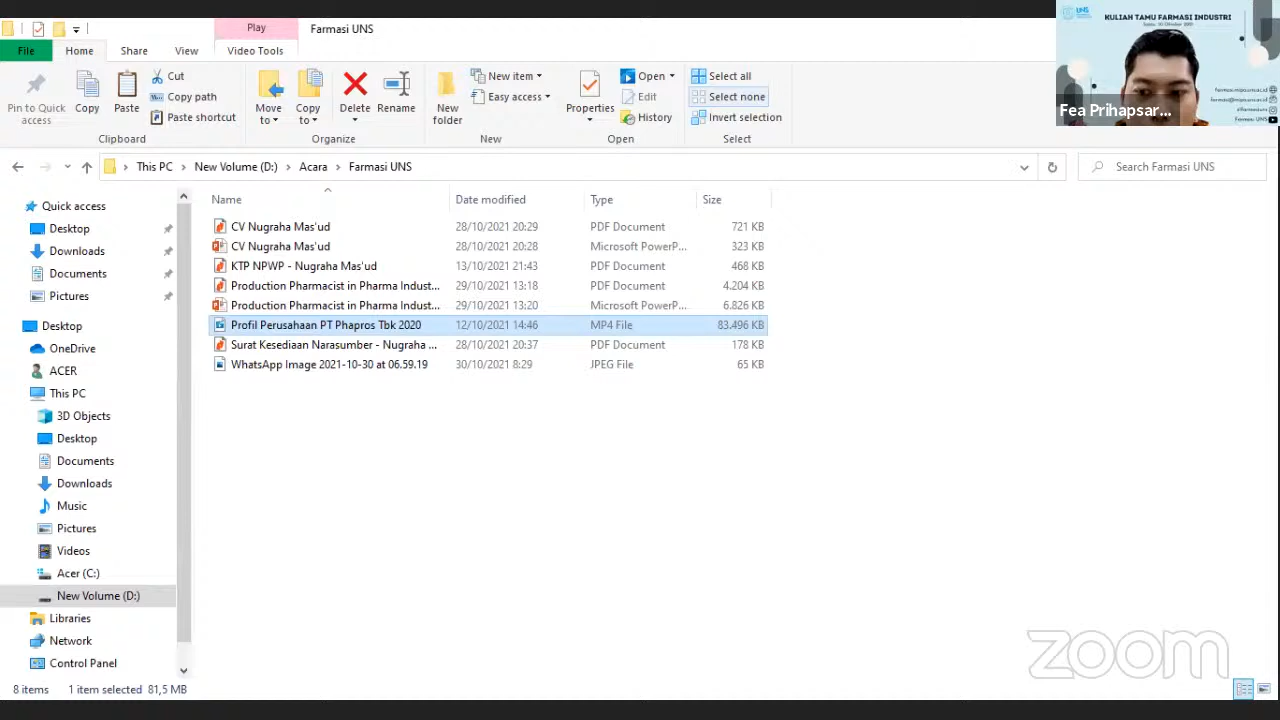 Play
Farmasi UNS
File
Home
Share
View
Video Tools
Pin to Quick access
Copy
Paste
Cut
Copy path
Paste shortcut
Clipboard
Move to
Copy to
Delete
Rename
Organize
New folder
New item
Easy access
New
Properties
Open
Edit
History
Open
Select all
Select none
Invert selection
Select
UNS
KULIAH TAMU FARMASI INDUSTRI
Fea Prihapsar...
This PC > New Volume (D:) > Acara > Farmasi UNS
Search Farmasi UNS
Name Date modified Type Size
CV Nugraha Mas'ud 28/10/2021 20:29 PDF Document 721 KB
CV Nugraha Mas'ud 28/10/2021 20:28 Microsoft PowerP... 323 KB
KTP NPWP - Nugraha Mas'ud 13/10/2021 21:43 PDF Document 468 KB
Production Pharmacist in Pharma Indust... 29/10/2021 13:18 PDF Document 4.204 KB
Production Pharmacist in Pharma Indust... 29/10/2021 13:20 Microsoft PowerP... 6.826 KB
Profil Perusahaan PT Phapros Tbk 2020 12/10/2021 14:46 MP4 File 83.496 KB
Surat Kesediaan Narasumber - Nugraha ... 28/10/2021 20:37 PDF Document 178 KB
WhatsApp Image 2021-10-30 at 06.59.19 30/10/2021 8:29 JPEG File 65 KB
Quick access
Desktop
Downloads
Documents
Pictures
Desktop
OneDrive
ACER
This PC
3D Objects
Desktop
Documents
Downloads
Music
Pictures
Videos
Acer (C:)
New Volume (D:)
Libraries
Network
Control Panel
8 items 1 item selected 81,5 MB
zoom